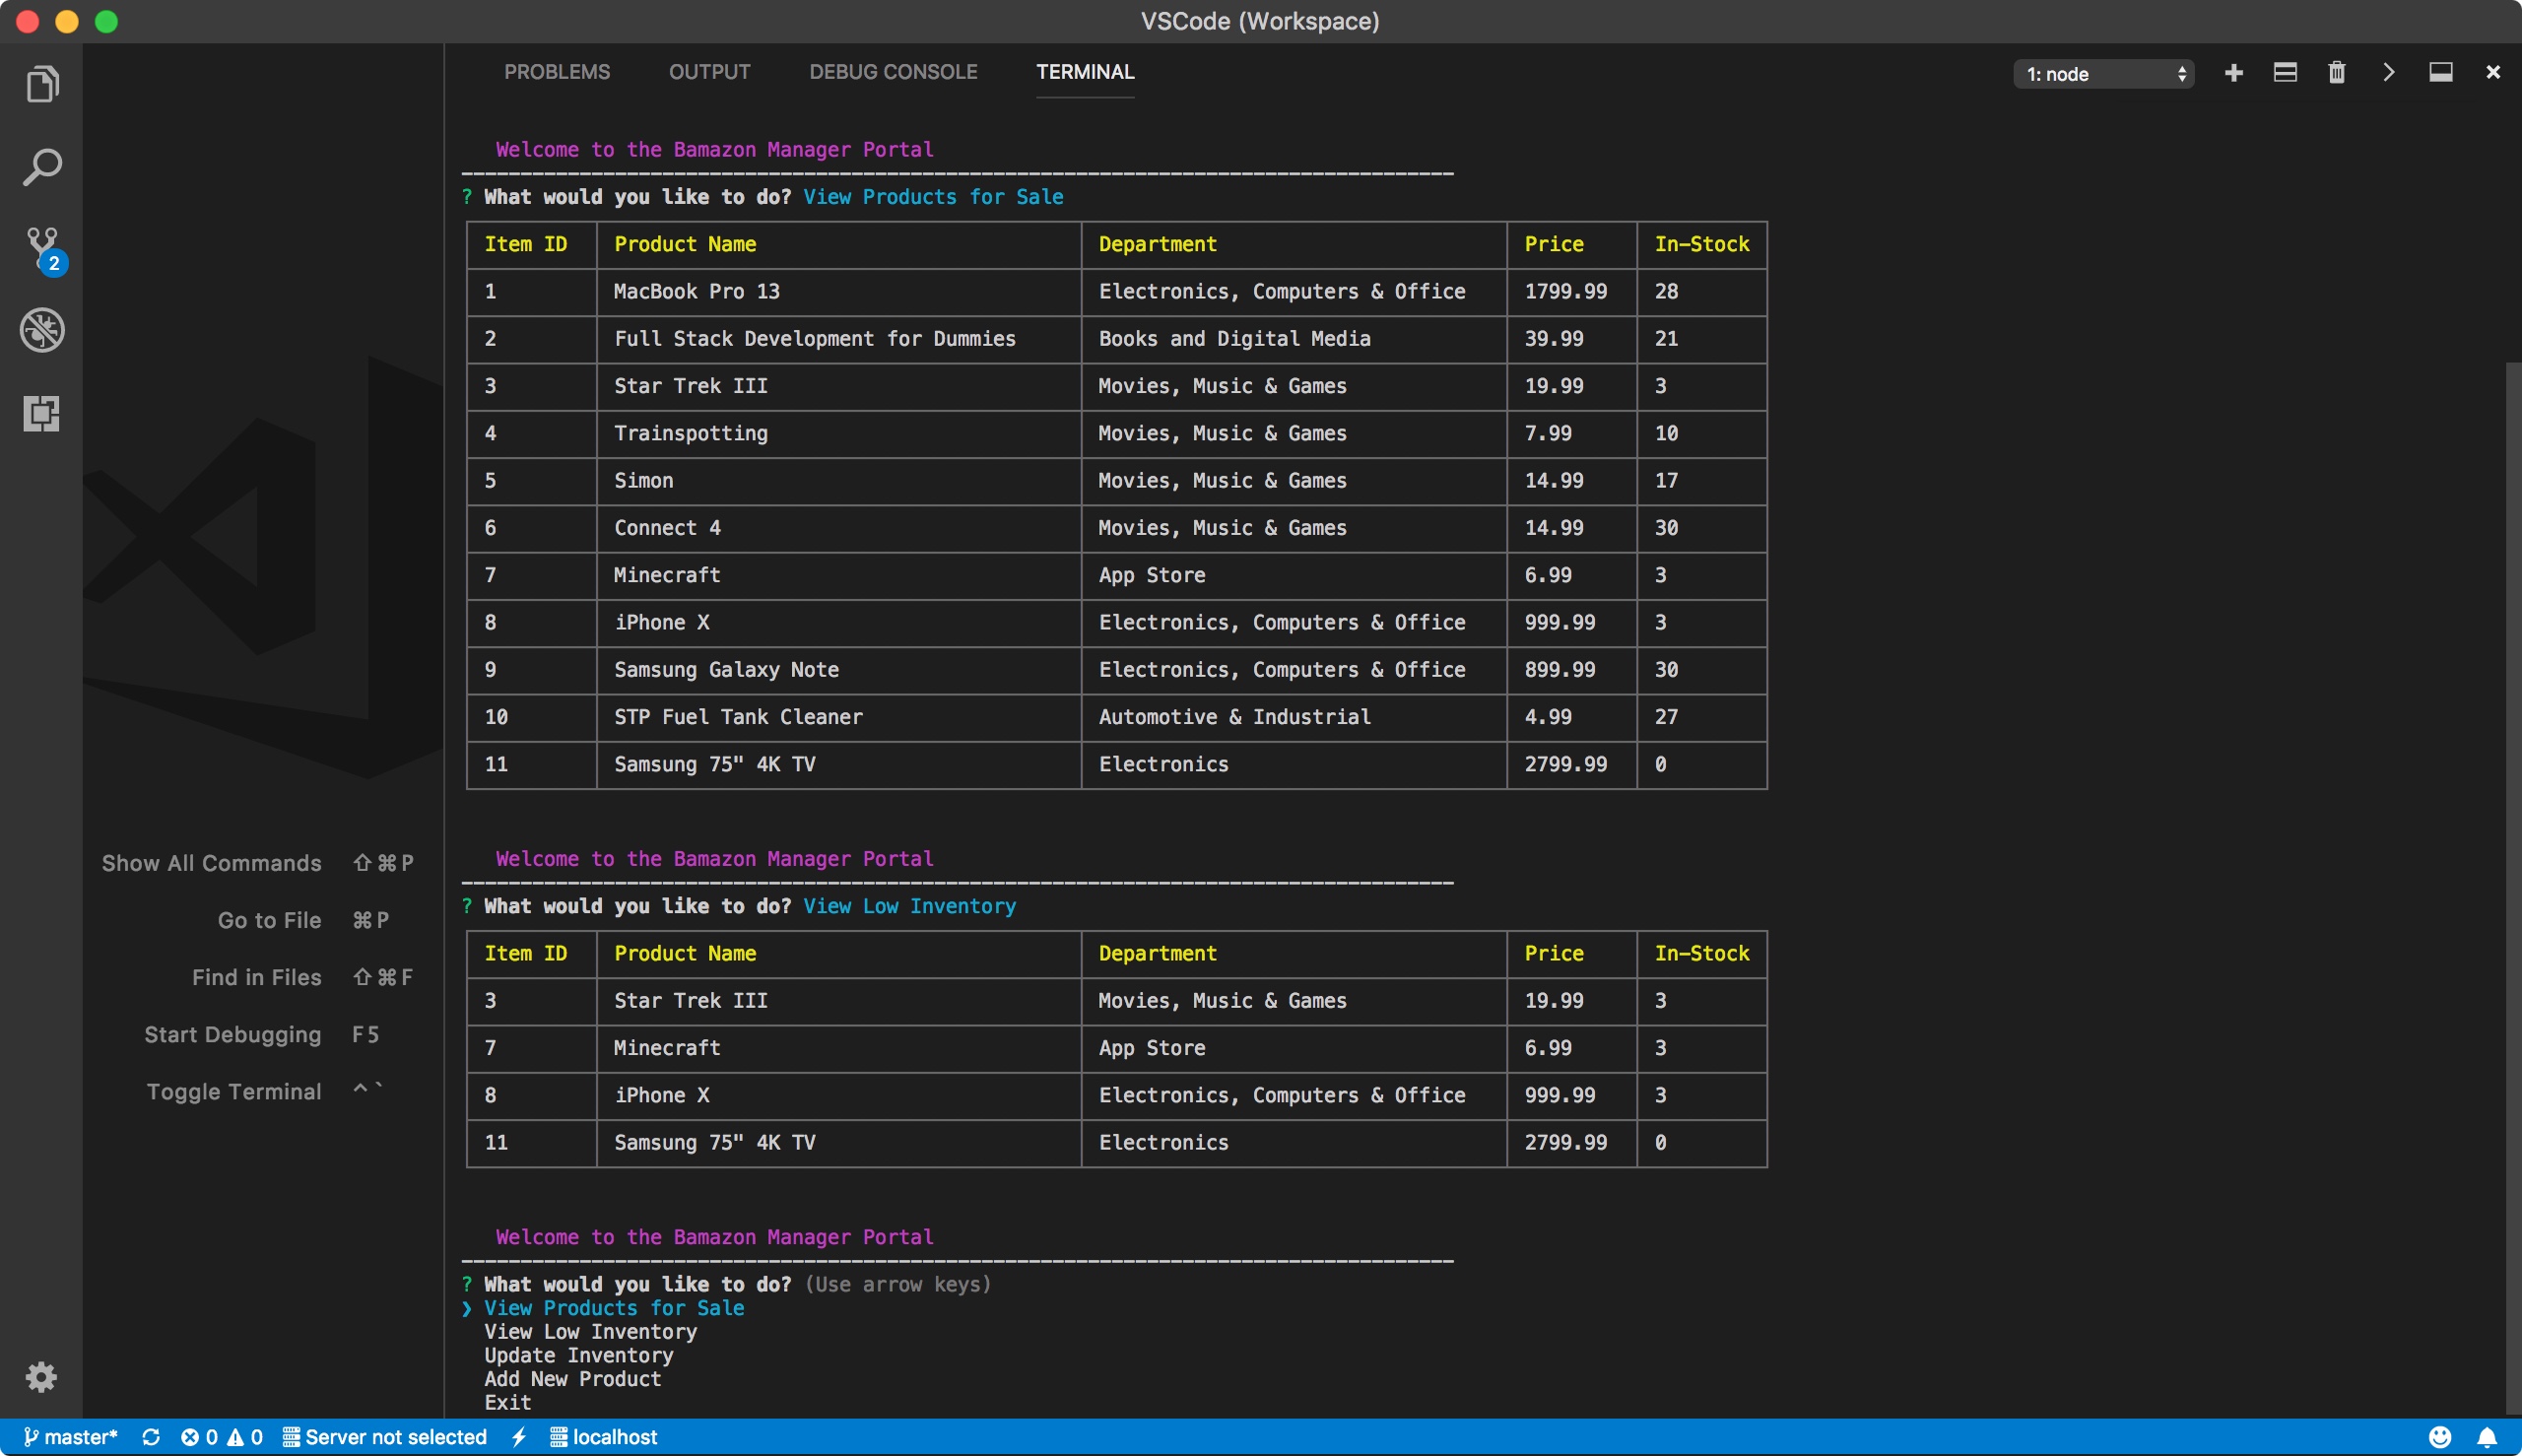 VSCode (Workspace)
PROBLEMS OUTPUT DEBUG CONSOLE TERMINAL 1: node
2
Show All Commands ⇧⌘P
Go to File ⌘P
Find in Files ⇧⌘F
Start Debugging F5
Toggle Terminal ^`
Welcome to the Bamazon Manager Portal
? What would you like to do? View Products for Sale
Item ID Product Name Department Price In-Stock
1 MacBook Pro 13 Electronics, Computers & Office 1799.99 28
2 Full Stack Development for Dummies Books and Digital Media 39.99 21
3 Star Trek III Movies, Music & Games 19.99 3
4 Trainspotting Movies, Music & Games 7.99 10
5 Simon Movies, Music & Games 14.99 17
6 Connect 4 Movies, Music & Games 14.99 30
7 Minecraft App Store 6.99 3
8 iPhone X Electronics, Computers & Office 999.99 3
9 Samsung Galaxy Note Electronics, Computers & Office 899.99 30
10 STP Fuel Tank Cleaner Automotive & Industrial 4.99 27
11 Samsung 75" 4K TV Electronics 2799.99 0
Welcome to the Bamazon Manager Portal
? What would you like to do? View Low Inventory
Item ID Product Name Department Price In-Stock
3 Star Trek III Movies, Music & Games 19.99 3
7 Minecraft App Store 6.99 3
8 iPhone X Electronics, Computers & Office 999.99 3
11 Samsung 75" 4K TV Electronics 2799.99 0
Welcome to the Bamazon Manager Portal
? What would you like to do? (Use arrow keys)
❯ View Products for Sale
View Low Inventory
Update Inventory
Add New Product
Exit
master* 0 0 Server not selected localhost